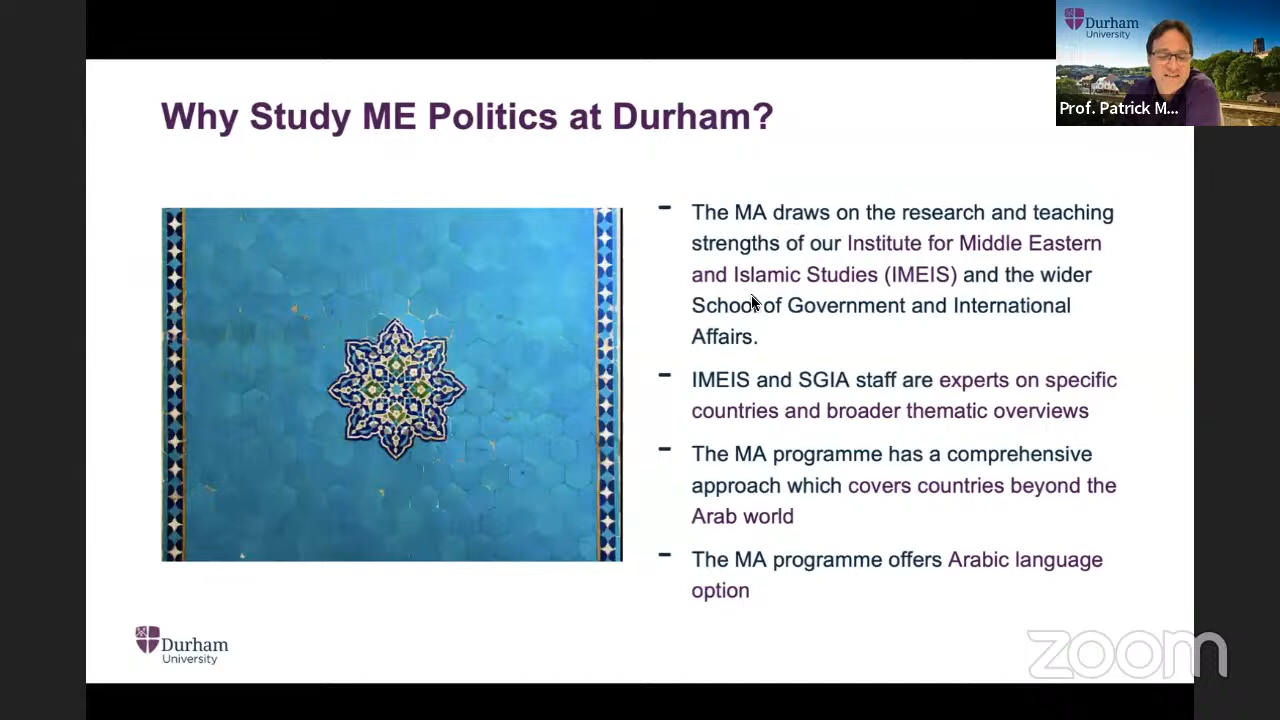 Durham
University
Prof. Patrick M...
Why Study ME Politics at Durham?
The MA draws on the research and teaching
strengths of our Institute for Middle Eastern
and Islamic Studies (IMEIS) and the wider
School of Government and International
Affairs.
IMEIS and SGIA staff are experts on specific
countries and broader thematic overviews
The MA programme has a comprehensive
approach which covers countries beyond the
Arab world
The MA programme offers Arabic language
option
Durham
University
zoom